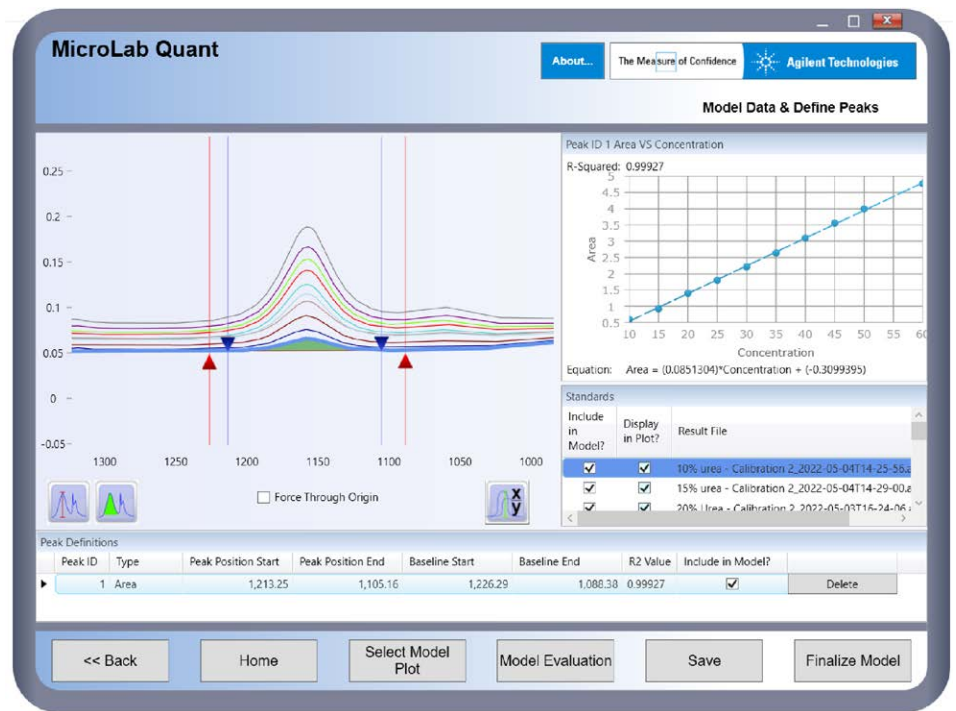 MicroLab Quant
About...
The Measure of Confidence
Agilent Technologies
Model Data & Define Peaks
0.25
0.2
0.15
0.1
0.05
0
-0.05
1300 1250 1200 1150 1100 1050 1000
Force Through Origin
X
y
Peak ID 1 Area VS Concentration
R-Squared: 0.99927
5
4.5
4
3.5
3
2.5
2
1.5
1
0.5
Area
10 15 20 25 30 35 40 45 50 55 60
Concentration
Equation: Area = (0.0851304)*Concentration + (-0.3099395)
Standards
Include in Model? Display in Plot? Result File
10% urea - Calibration 2_2022-05-04T14-25-56.a
15% urea - Calibration 2_2022-05-04T14-29-00.a
20% Urea - Calibration 2_2022-05-03T16-24-06
Peak Definitions
Peak ID Type Peak Position Start Peak Position End Baseline Start Baseline End R2 Value Include in Model?
1 Area 1,213.25 1,105.16 1,226.29 1,088.38 0.99927 Delete
<< Back Home Select Model Plot Model Evaluation Save Finalize Model